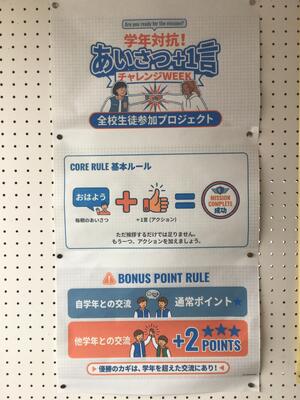 Are you ready for the mission?
学年対抗!
あいさつ+1言
チャレンジWEEK
全校生徒参加プロジェクト
CORE RULE 基本ルール
おはよう
+
=
MISSION
COMPLETE
成功
毎朝のあいさつ
+1言(アクション)
ただ挨拶するだけでは足りません。
もう一つ、アクションを加えましょう。
BONUS POINT RULE
自学年との交流
通常ポイント
他学年との交流
+2 POINTS
優勝のカギは、学年を超えた交流にあり!